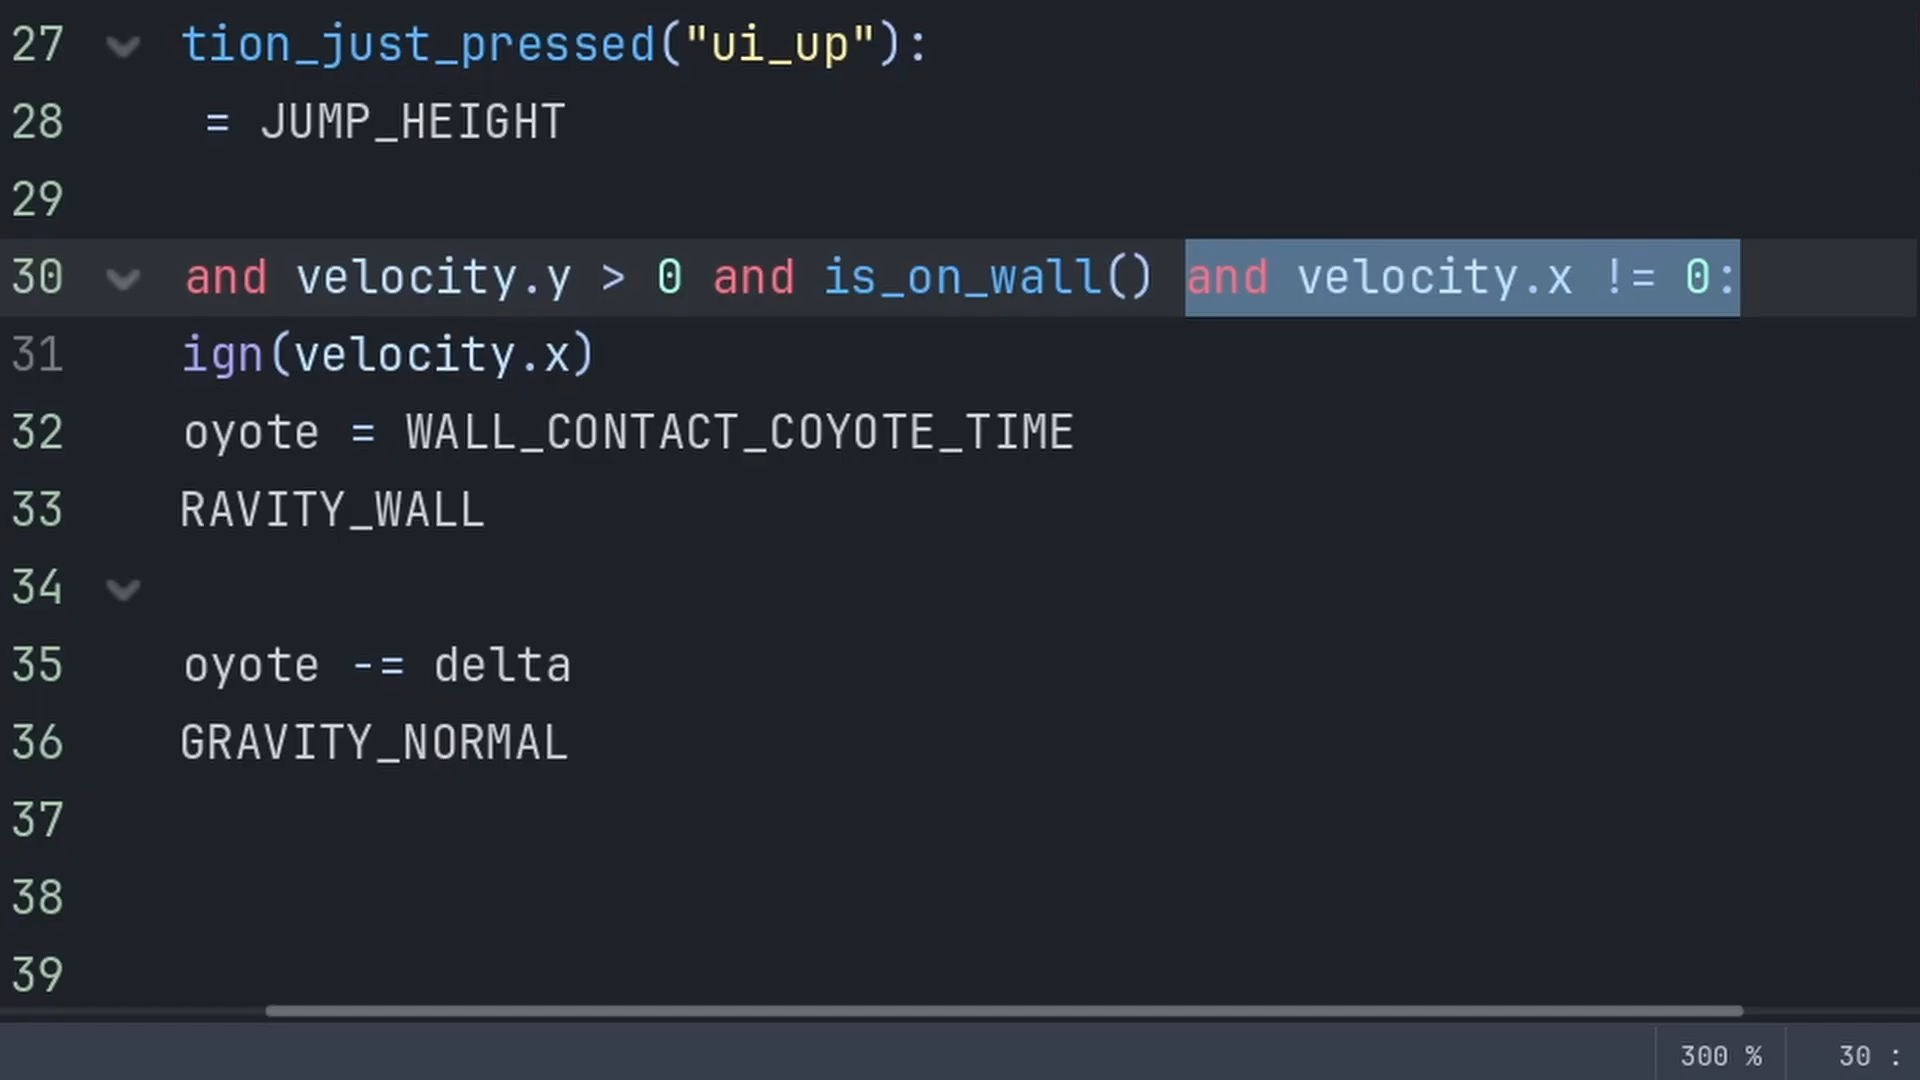 27 tion_just_pressed("ui_up"):
28 = JUMP_HEIGHT
29
30 and velocity.y > 0 and is_on_wall() and velocity.x != 0:
31 ign(velocity.x)
32 oyote = WALL_CONTACT_COYOTE_TIME
33 RAVITY_WALL
34
35 oyote -= delta
36 GRAVITY_NORMAL
37
38
39
300 % 30 :